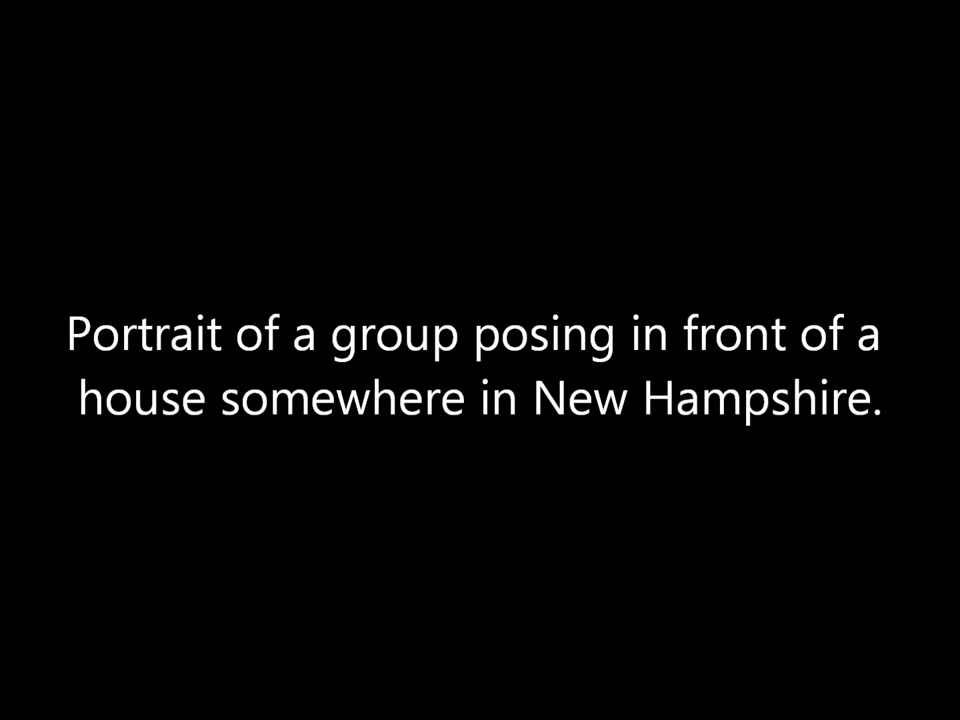 Portrait of a group posing in front of a
house somewhere in New Hampshire.